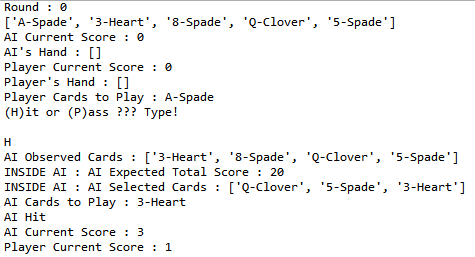 Round : 0
['A-Spade', '3-Heart', '8-Spade', 'Q-Clover', '5-Spade']
AI Current Score : 0
AI's Hand : []
Player Current Score : 0
Player's Hand : []
Player Cards to Play : A-Spade
(H)it or (P)ass ??? Type!
H
AI Observed Cards : ['3-Heart', '8-Spade', 'Q-Clover', '5-Spade']
INSIDE AI : AI Expected Total Score : 20
INSIDE AI : AI Selected Cards : ['Q-Clover', '5-Spade', '3-Heart']
AI Cards to Play : 3-Heart
AI Hit
AI Current Score : 3
Player Current Score : 1